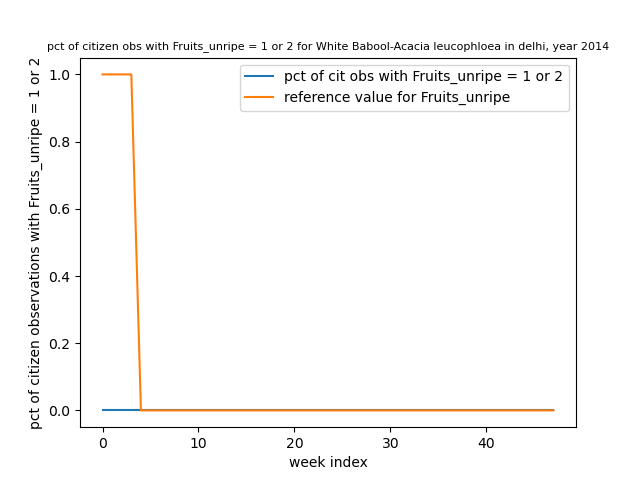 pct of citizen obs with Fruits_unripe = 1 or 2 for White Babool-Acacia leucophloea in delhi, year 2014
pct of citizen observations with Fruits_unripe = 1 or 2
1.0
0.8
0.6
0.4
0.2
0.0
pct of cit obs with Fruits_unripe = 1 or 2
reference value for Fruits_unripe
0
10
20
30
40
week index